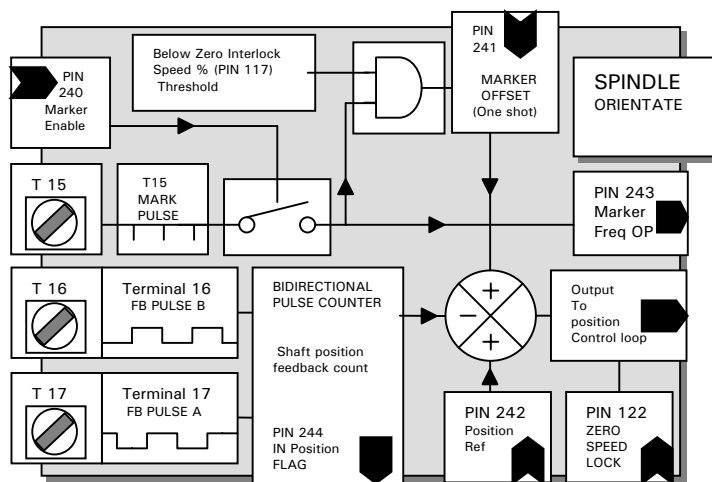 PIN
240
Marker
Enable
Below Zero Interlock
Speed % (PIN 117)
Threshold
PIN
241
MARKER
OFFSET
(One shot)
SPINDLE
ORIENTATE
T 15
T15
MARK
PULSE
PIN 243
Marker
Freq OP
T 16
Terminal 16
FB PULSE B
BIDIRECTIONAL
PULSE COUNTER
Shaft position
feedback count
PIN 244
IN Position
FLAG
+
−
+
Output
To
position
Control loop
T 17
Terminal 17
FB PULSE A
PIN 242
Position
Ref
PIN 122
ZERO
SPEED
LOCK